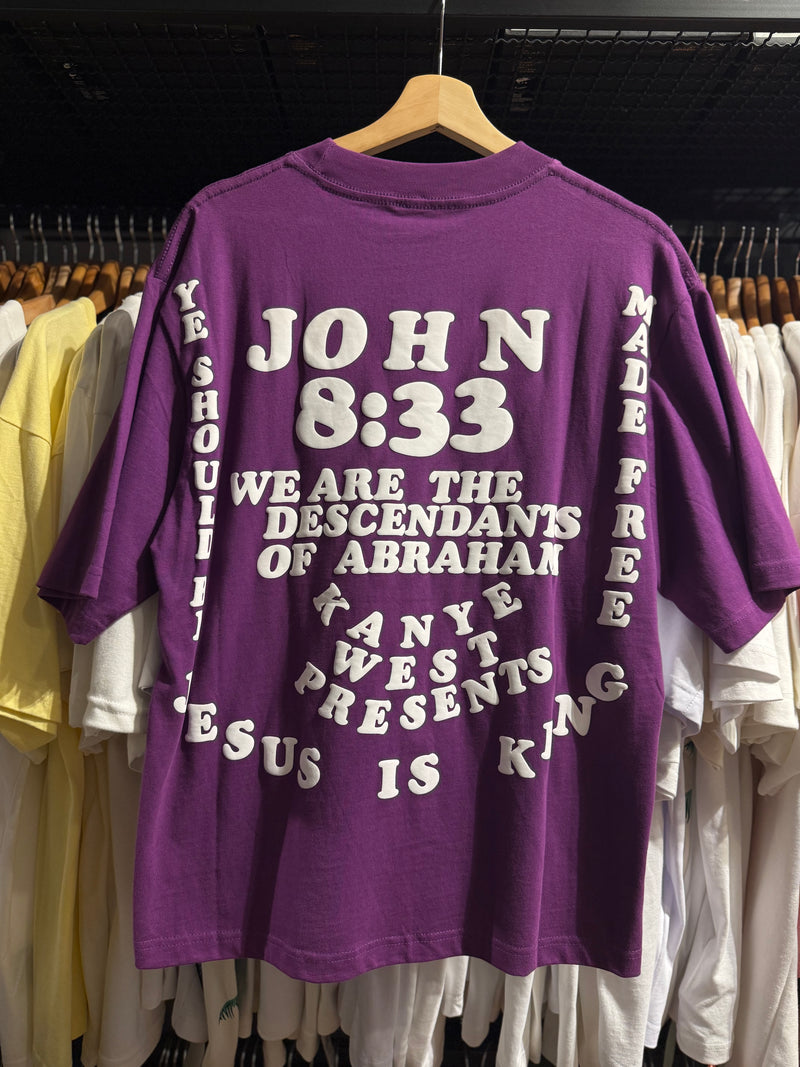 YE SHOULD BE
JOHN
8:33
WE ARE THE
DESCENDANTS
OF ABRAHAM
KANYE
WEST
PRESENTS
JESUS IS KING
MADE FREE